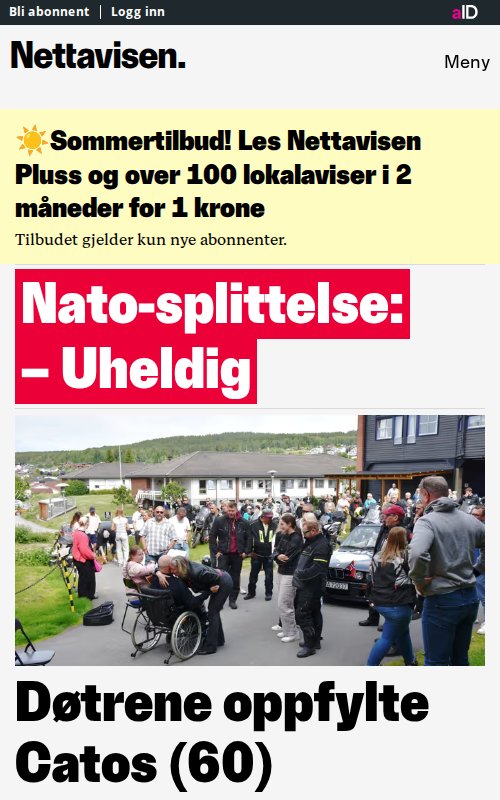 Bli abonnent | Logg inn
aID
Nettavisen.
Meny
☀️Sommertilbud! Les Nettavisen
Pluss og over 100 lokalaviser i 2
måneder for 1 krone
Tilbudet gjelder kun nye abonnenter.
Nato-splittelse:
– Uheldig
Døtrene oppfylte
Catos (60)